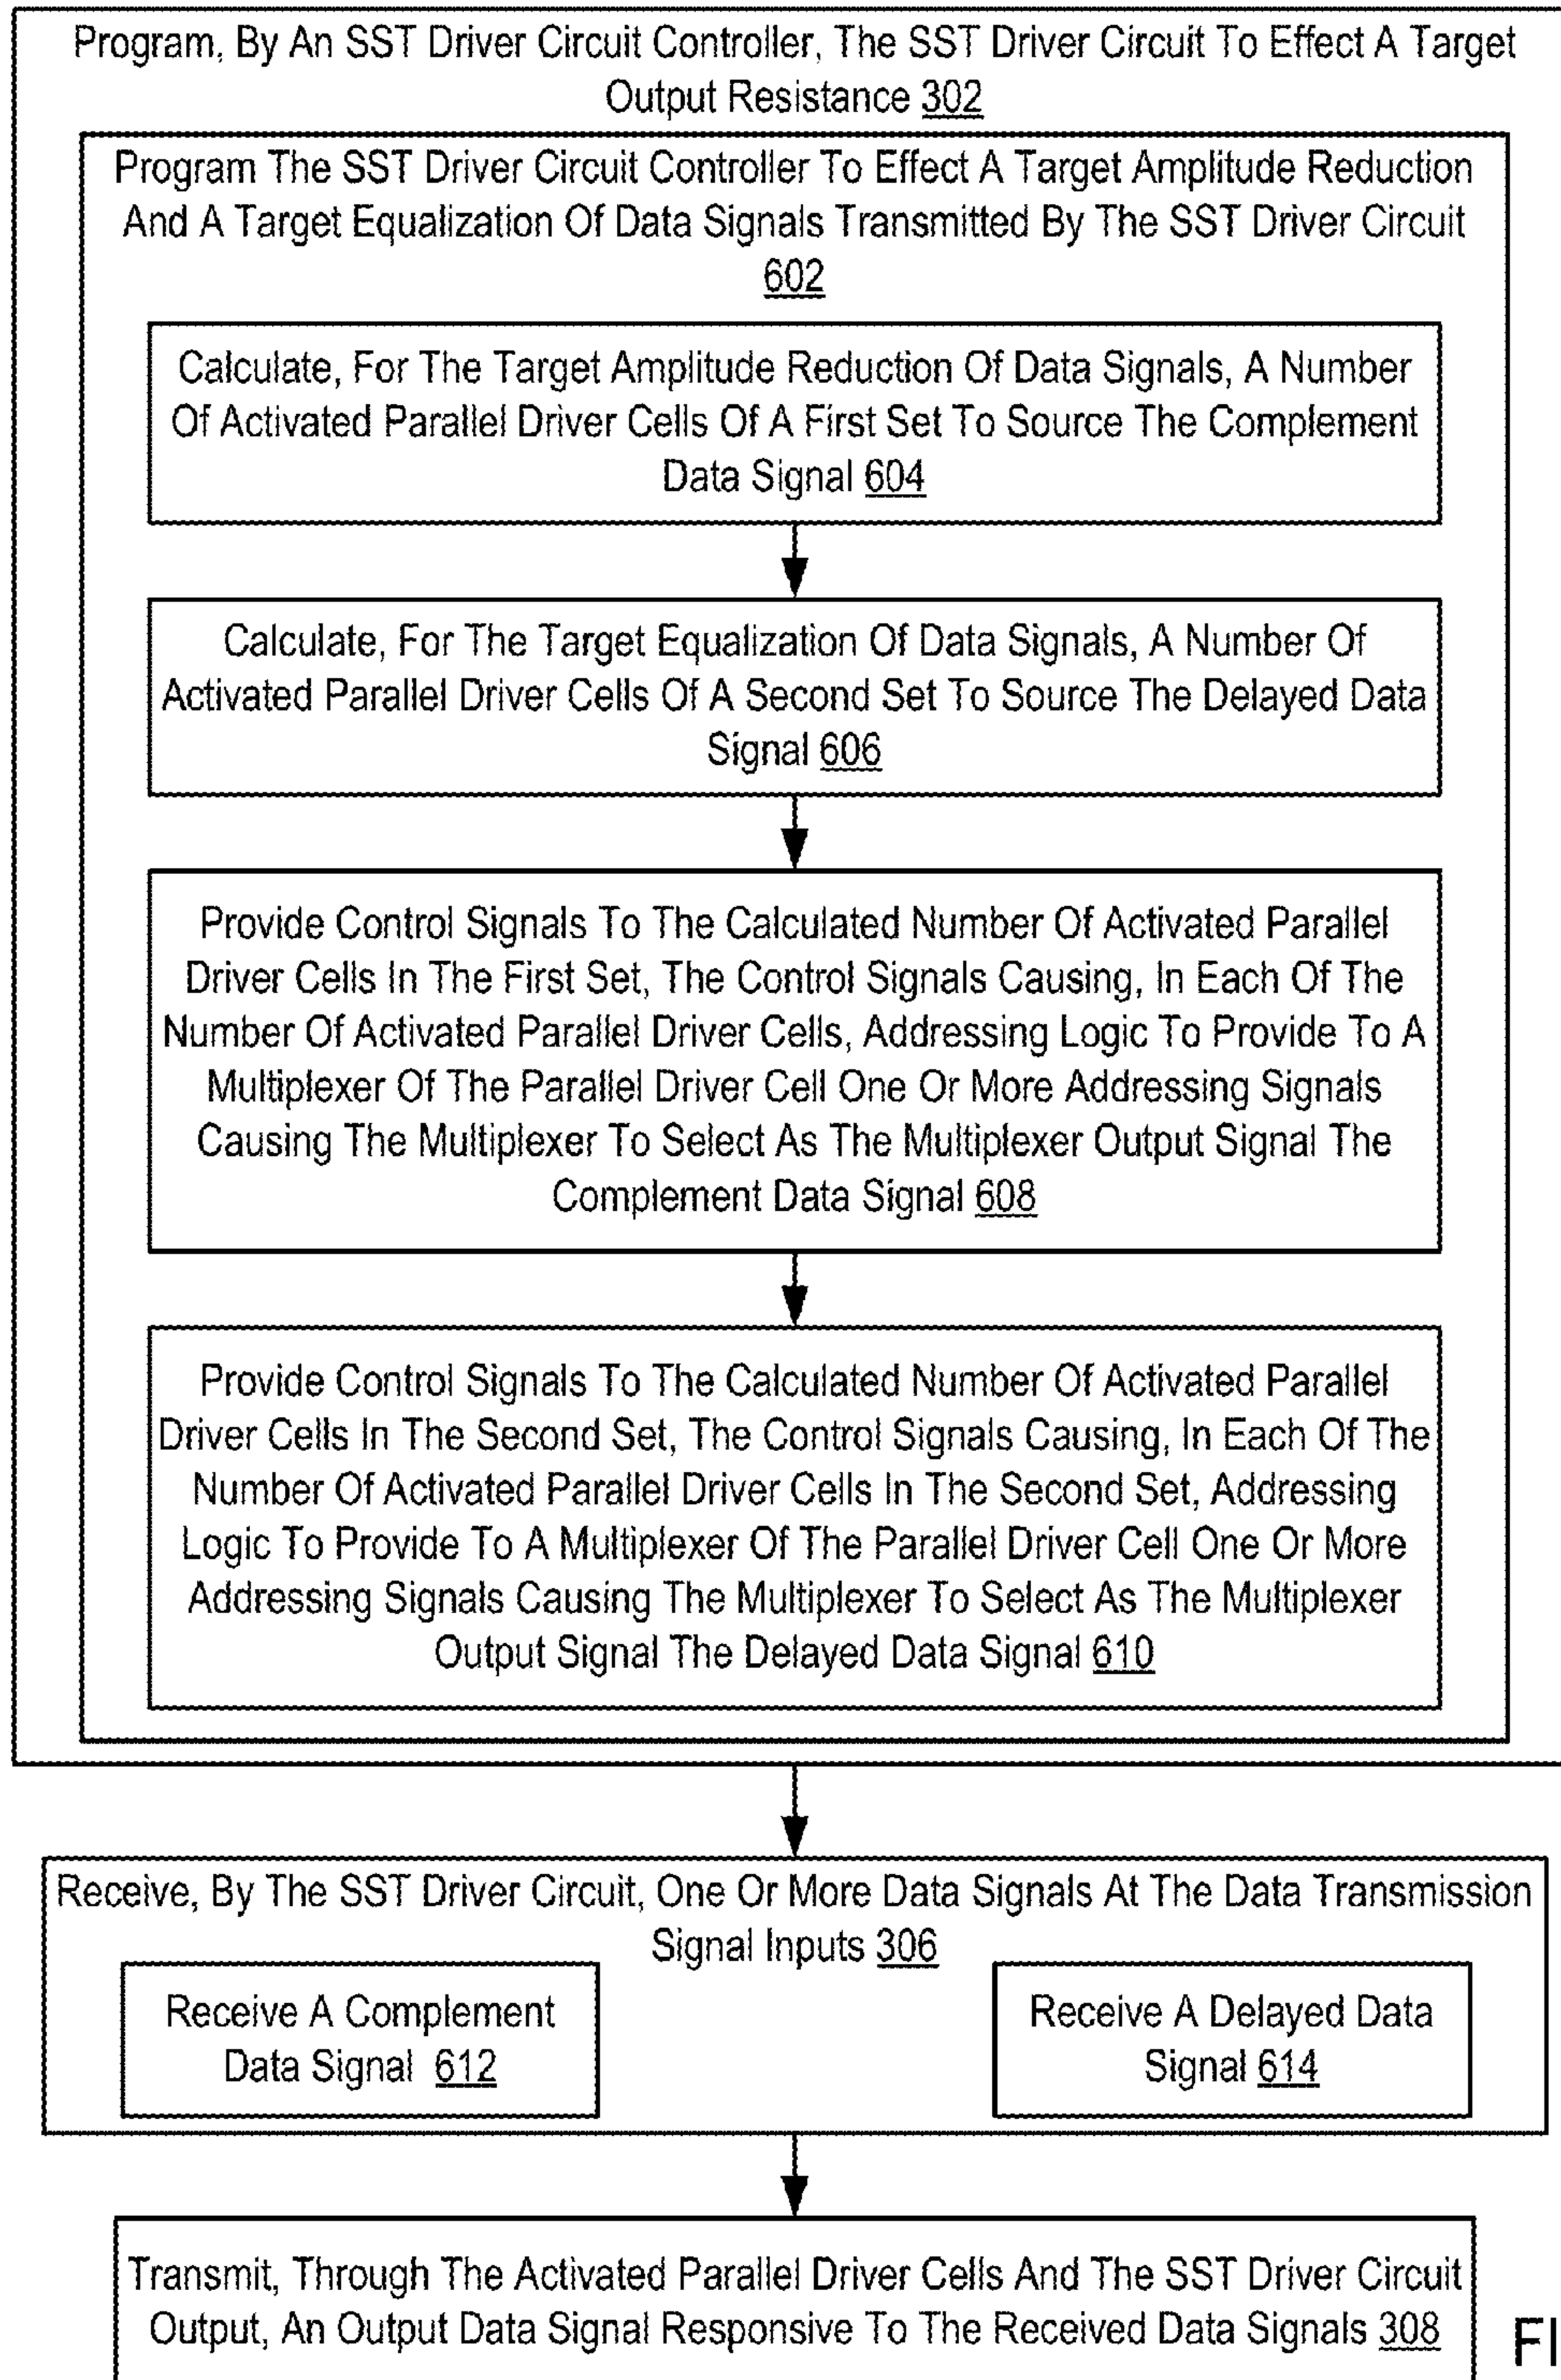 Program, By An SST Driver Circuit Controller, The SST Driver Circuit To Effect A Target
Output Resistance 302
Program The SST Driver Circuit Controller To Effect A Target Amplitude Reduction
And A Target Equalization Of Data Signals Transmitted By The SST Driver Circuit
602
Calculate, For The Target Amplitude Reduction Of Data Signals, A Number
Of Activated Parallel Driver Cells Of A First Set To Source The Complement
Data Signal 604
Calculate, For The Target Equalization Of Data Signals, A Number Of
Activated Parallel Driver Cells Of A Second Set To Source The Delayed Data
Signal 606
Provide Control Signals To The Calculated Number Of Activated Parallel
Driver Cells In The First Set, The Control Signals Causing, In Each Of The
Number Of Activated Parallel Driver Cells, Addressing Logic To Provide To A
Multiplexer Of The Parallel Driver Cell One Or More Addressing Signals
Causing The Multiplexer To Select As The Multiplexer Output Signal The
Complement Data Signal 608
Provide Control Signals To The Calculated Number Of Activated Parallel
Driver Cells In The Second Set, The Control Signals Causing, In Each Of The
Number Of Activated Parallel Driver Cells In The Second Set, Addressing
Logic To Provide To A Multiplexer Of The Parallel Driver Cell One Or More
Addressing Signals Causing The Multiplexer To Select As The Multiplexer
Output Signal The Delayed Data Signal 610
Receive, By The SST Driver Circuit, One Or More Data Signals At The Data Transmission
Signal Inputs 306
Receive A Complement
Data Signal 612
Receive A Delayed Data
Signal 614
Transmit, Through The Activated Parallel Driver Cells And The SST Driver Circuit
Output, An Output Data Signal Responsive To The Received Data Signals 308
FI